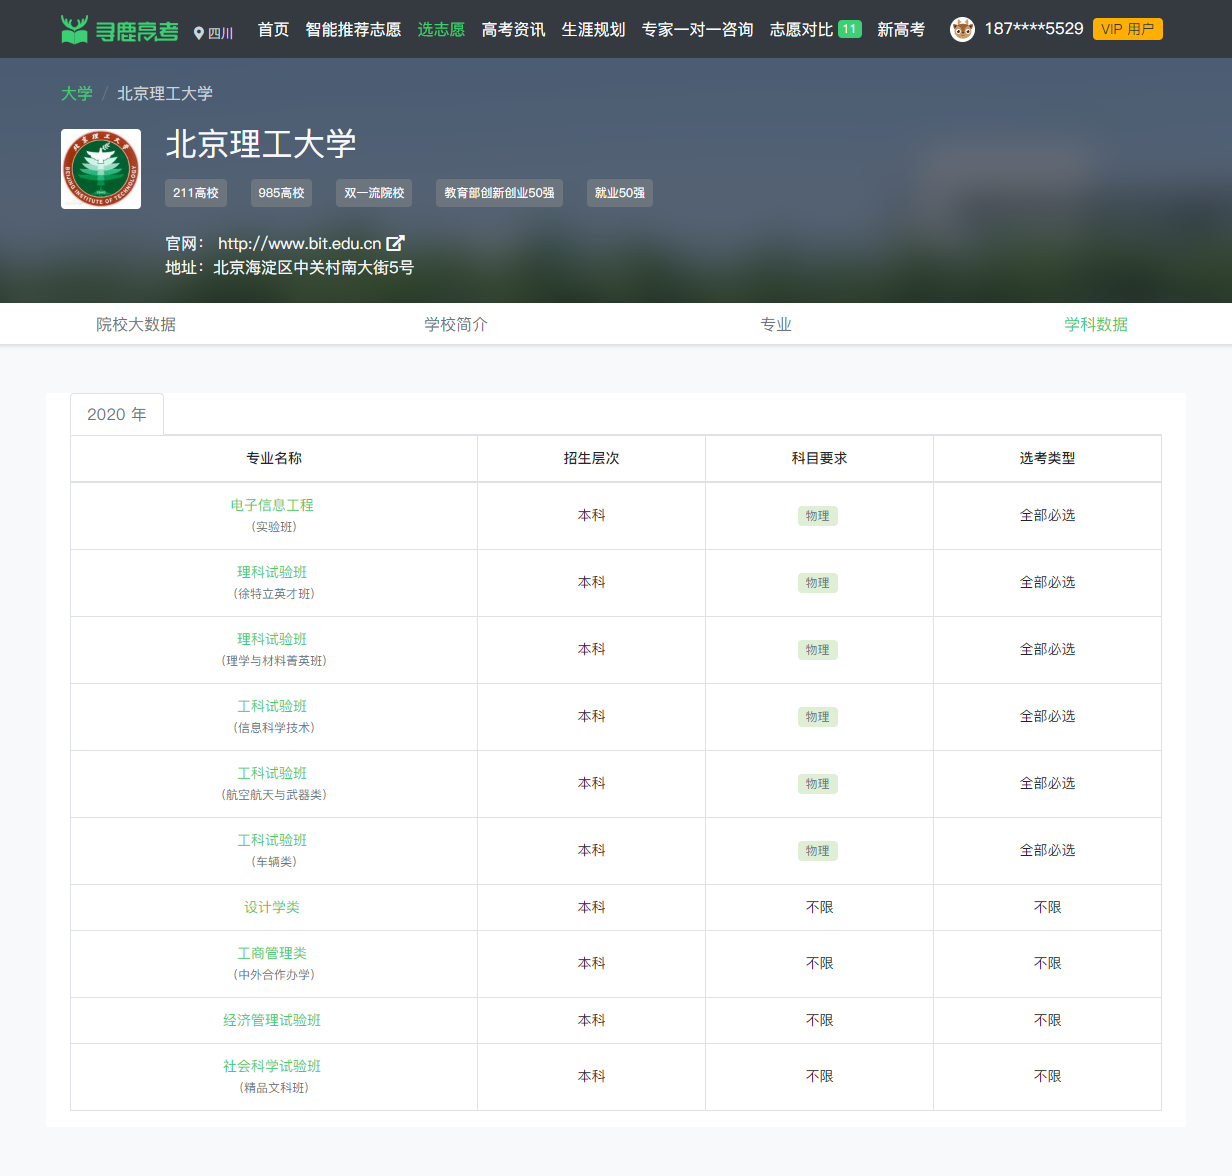 寻鹿高考 四川 首页 智能推荐志愿 选志愿 高考资讯 生涯规划 专家一对一咨询 志愿对比 11 新高考 187****5529 VIP 用户
大学 / 北京理工大学
北京理工大学
BEIJING INSTITUTE OF TECHNOLOGY
211高校 985高校 双一流院校 教育部创新创业50强 就业50强
官网： http://www.bit.edu.cn
地址：北京海淀区中关村南大街5号
院校大数据 学校简介 专业 学科数据
2020 年
专业名称 招生层次 科目要求 选考类型
电子信息工程
（实验班）
本科 物理 全部必选
理科试验班
（徐特立英才班）
本科 物理 全部必选
理科试验班
（理学与材料菁英班）
本科 物理 全部必选
工科试验班
（信息科学技术）
本科 物理 全部必选
工科试验班
（航空航天与武器类）
本科 物理 全部必选
工科试验班
（车辆类）
本科 物理 全部必选
设计学类 本科 不限 不限
工商管理类
（中外合作办学）
本科 不限 不限
经济管理试验班 本科 不限 不限
社会科学试验班
（精品文科班）
本科 不限 不限